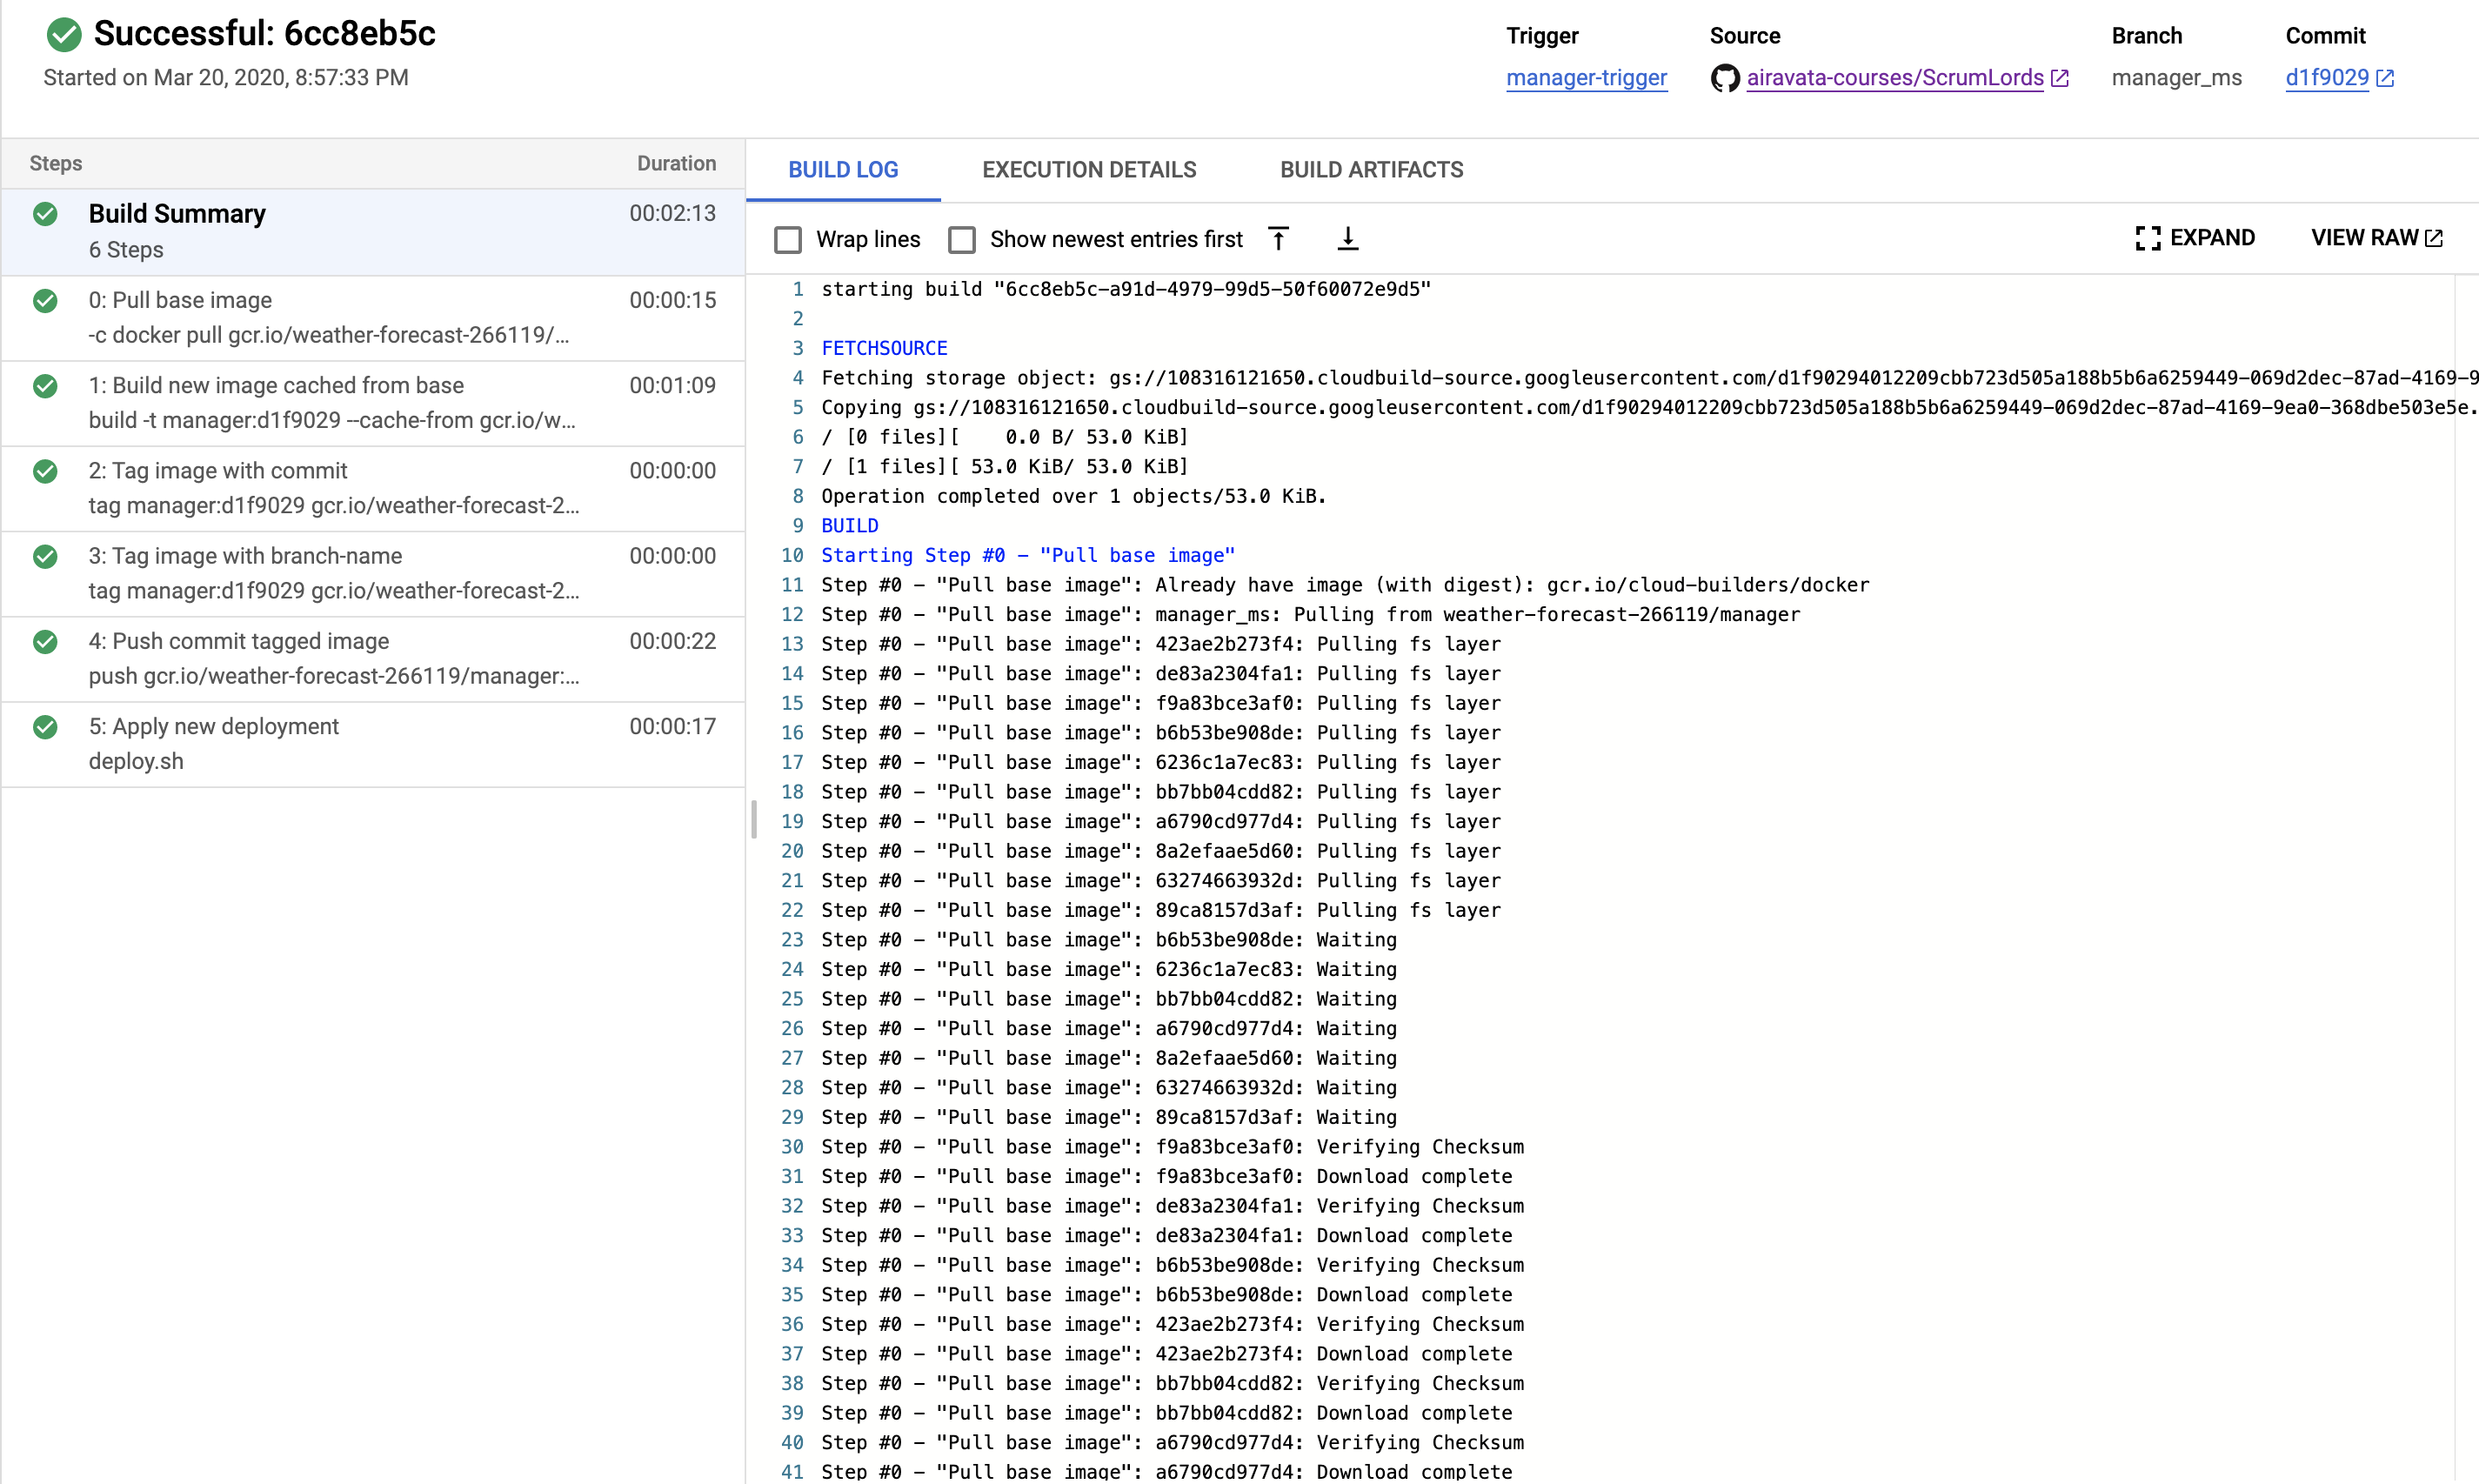 Successful: 6cc8eb5c
Started on Mar 20, 2020, 8:57:33 PM
Trigger
manager-trigger
Source
airavata-courses/ScrumLords
Branch
manager_ms
Commit
d1f9029
Steps Duration
Build Summary 00:02:13
6 Steps
0: Pull base image 00:00:15
-c docker pull gcr.io/weather-forecast-266119/...
1: Build new image cached from base 00:01:09
build -t manager:d1f9029 --cache-from gcr.io/w...
2: Tag image with commit 00:00:00
tag manager:d1f9029 gcr.io/weather-forecast-2...
3: Tag image with branch-name 00:00:00
tag manager:d1f9029 gcr.io/weather-forecast-2...
4: Push commit tagged image 00:00:22
push gcr.io/weather-forecast-266119/manager:...
5: Apply new deployment 00:00:17
deploy.sh
BUILD LOG EXECUTION DETAILS BUILD ARTIFACTS
Wrap lines Show newest entries first EXPAND VIEW RAW
1 starting build "6cc8eb5c-a91d-4979-99d5-50f60072e9d5"
2
3 FETCHSOURCE
4 Fetching storage object: gs://108316121650.cloudbuild-source.googleusercontent.com/d1f90294012209cbb723d505a188b5b6a6259449-069d2dec-87ad-4169-9
5 Copying gs://108316121650.cloudbuild-source.googleusercontent.com/d1f90294012209cbb723d505a188b5b6a6259449-069d2dec-87ad-4169-9ea0-368dbe503e5e.
6 / [0 files][    0.0 B/ 53.0 KiB]
7 / [1 files][ 53.0 KiB/ 53.0 KiB]
8 Operation completed over 1 objects/53.0 KiB.
9 BUILD
10 Starting Step #0 - "Pull base image"
11 Step #0 - "Pull base image": Already have image (with digest): gcr.io/cloud-builders/docker
12 Step #0 - "Pull base image": manager_ms: Pulling from weather-forecast-266119/manager
13 Step #0 - "Pull base image": 423ae2b273f4: Pulling fs layer
14 Step #0 - "Pull base image": de83a2304fa1: Pulling fs layer
15 Step #0 - "Pull base image": f9a83bce3af0: Pulling fs layer
16 Step #0 - "Pull base image": b6b53be908de: Pulling fs layer
17 Step #0 - "Pull base image": 6236c1a7ec83: Pulling fs layer
18 Step #0 - "Pull base image": bb7bb04cdd82: Pulling fs layer
19 Step #0 - "Pull base image": a6790cd977d4: Pulling fs layer
20 Step #0 - "Pull base image": 8a2efaae5d60: Pulling fs layer
21 Step #0 - "Pull base image": 63274663932d: Pulling fs layer
22 Step #0 - "Pull base image": 89ca8157d3af: Pulling fs layer
23 Step #0 - "Pull base image": b6b53be908de: Waiting
24 Step #0 - "Pull base image": 6236c1a7ec83: Waiting
25 Step #0 - "Pull base image": bb7bb04cdd82: Waiting
26 Step #0 - "Pull base image": a6790cd977d4: Waiting
27 Step #0 - "Pull base image": 8a2efaae5d60: Waiting
28 Step #0 - "Pull base image": 63274663932d: Waiting
29 Step #0 - "Pull base image": 89ca8157d3af: Waiting
30 Step #0 - "Pull base image": f9a83bce3af0: Verifying Checksum
31 Step #0 - "Pull base image": f9a83bce3af0: Download complete
32 Step #0 - "Pull base image": de83a2304fa1: Verifying Checksum
33 Step #0 - "Pull base image": de83a2304fa1: Download complete
34 Step #0 - "Pull base image": b6b53be908de: Verifying Checksum
35 Step #0 - "Pull base image": b6b53be908de: Download complete
36 Step #0 - "Pull base image": 423ae2b273f4: Verifying Checksum
37 Step #0 - "Pull base image": 423ae2b273f4: Download complete
38 Step #0 - "Pull base image": bb7bb04cdd82: Verifying Checksum
39 Step #0 - "Pull base image": bb7bb04cdd82: Download complete
40 Step #0 - "Pull base image": a6790cd977d4: Verifying Checksum
41 Step #0 - "Pull base image": a6790cd977d4: Download complete